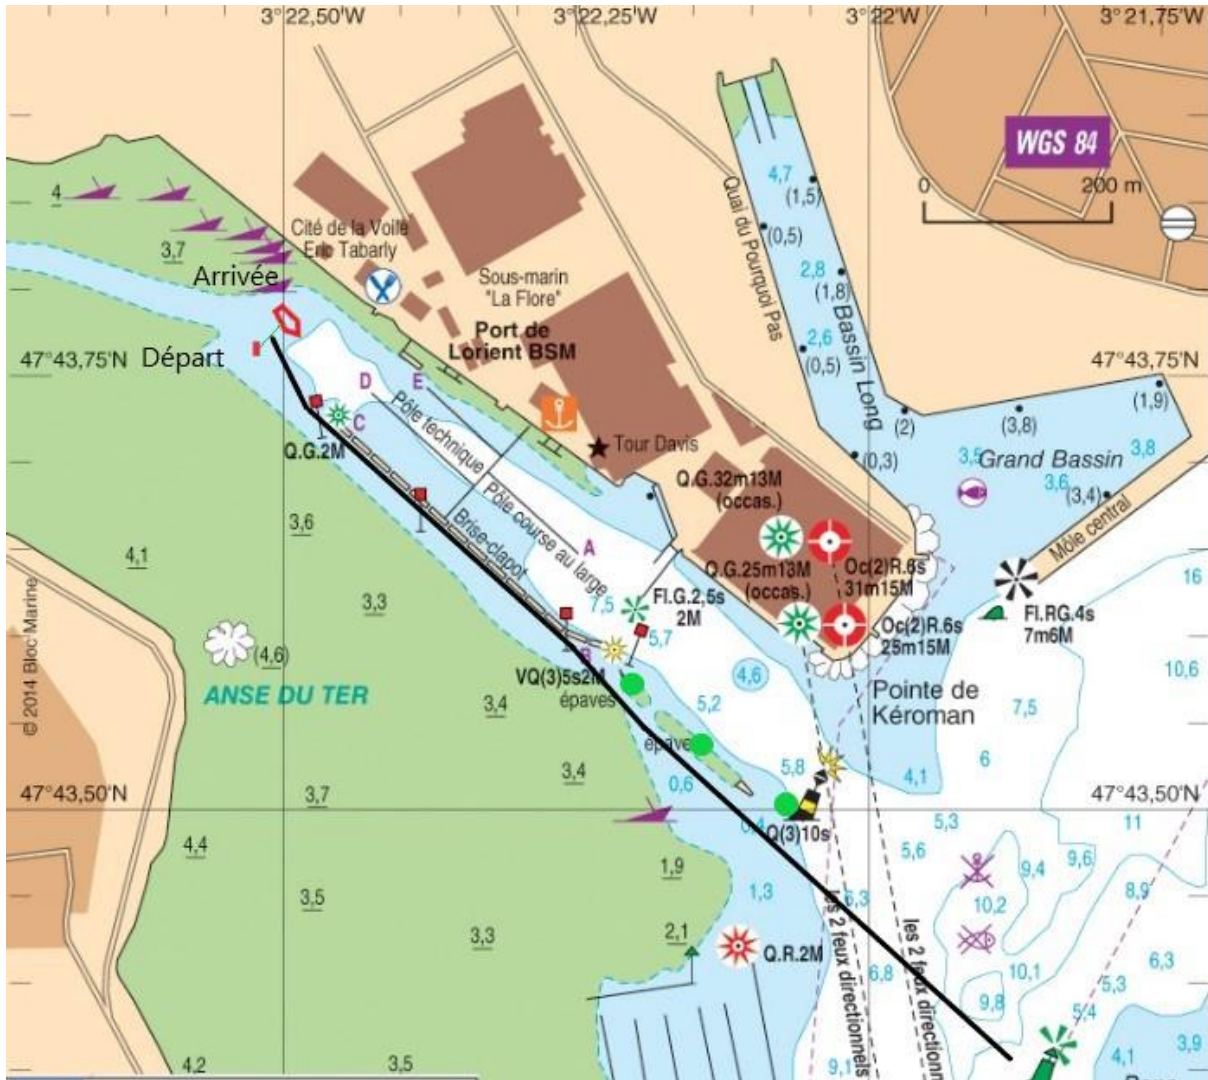 3°22,50'W
3°22,25'W
3°22'W
3°21,75'W
WGS 84
0
200 m
4,7
(1,5)
4
Quai du Pourquoi Pas
(0,5)
Cité de la Voile
Eric Tabarly
3,7
Arrivée
Sous-marin
"La Flore"
2,8
(1,8)
Bassin Long
2,6
(0,5)
Port de
Lorient BSM
Départ
47°43,75'N
47°43,75'N
D
E
(1,9)
C
Pôle technique
(2)
(3,8)
Q.G.2M
Tour Davis
(0,3)
3,5
3,8
Grand Bassin
Q.G.32m13M
(occas.)
3,6
(3,4)
Pôle course au large
3,6
Brise-clapot
Môle central
4,1
A
Q.G.25m13M
(occas.)
Oc(2)R.6s
31m15M
16
© 2014 Bloc Marine
3,3
7,5
Fl.G.2,5s
2M
Fl.RG.4s
7m6M
5,7
Oc(2)R.6s
25m15M
(4,6)
B
VQ(3)5s2M
épaves
4,6
10,6
ANSE DU TER
3,4
5,2
Pointe de
Kéroman
7,5
épave
3,4
0,6
5,8
4,1
6
47°43,50'N
3,7
47°43,50'N
0,4
Q(3)10s
5,3
11
4,4
5,6
9,4
9,6
1,9
1,3
8,9
3,5
6,3
10,2
3,3
2,1
Q.R.2M
les 2 feux directionnels
les 2 feux directionn
6,8
10,1
6,3
5,3
9,8
5,4
3,9
4,2
3,5
9,1
4,1